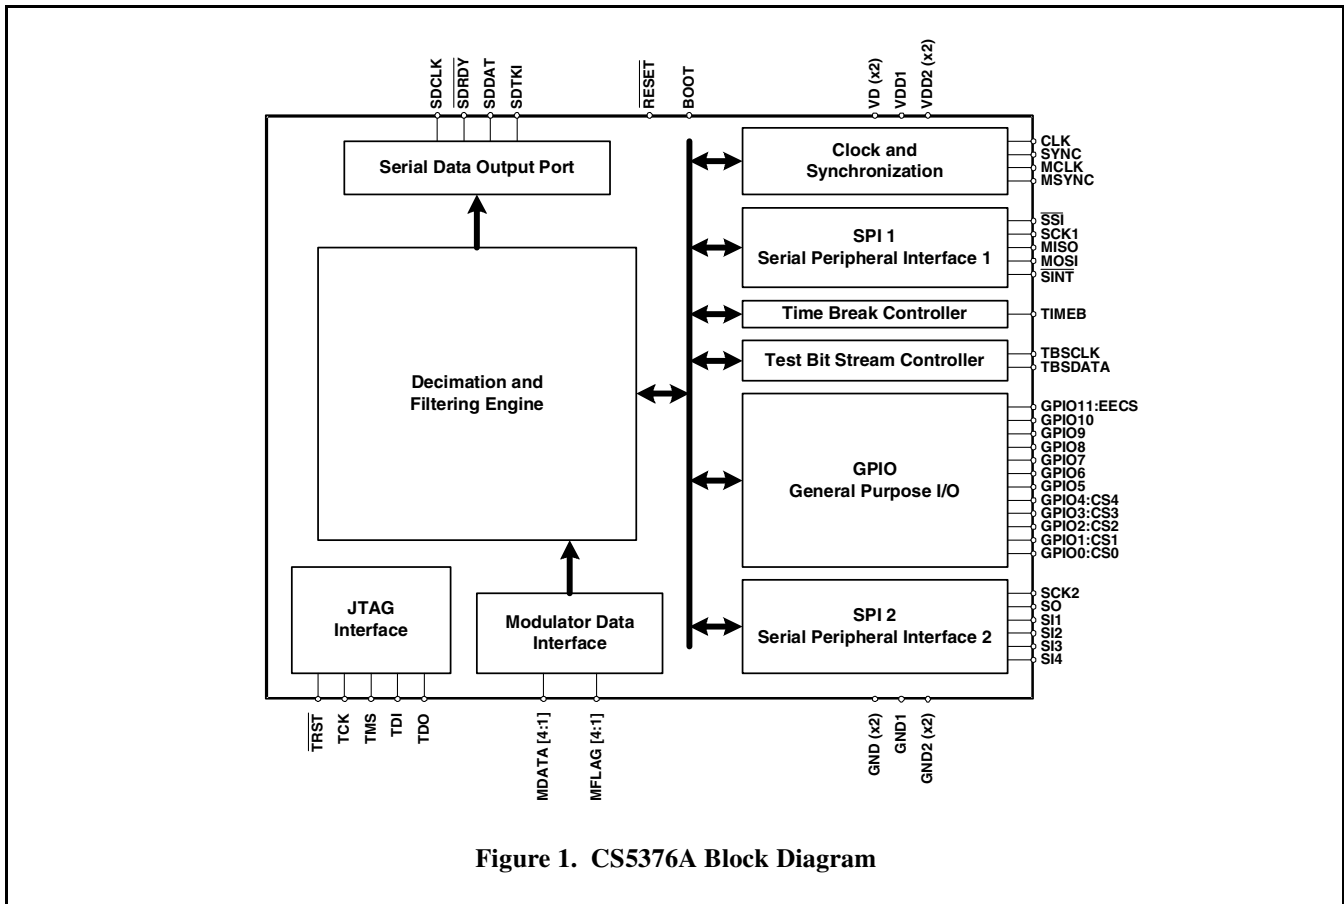 SDCLK
SDRDY
SDDAT
SDTKI
RESET
BOOT
VD (x2)
VDD1
VDD2 (x2)
Serial Data Output Port
Clock and
Synchronization
CLK
SYNC
MCLK
MSYNC
SPI 1
Serial Peripheral Interface 1
SSI
SCK1
MISO
MOSI
SINT
Time Break Controller
TIMEB
Test Bit Stream Controller
TBSCLK
TBSDATA
Decimation and
Filtering Engine
GPIO
General Purpose I/O
GPIO11:EECS
GPIO10
GPIO9
GPIO8
GPIO7
GPIO6
GPIO5
GPIO4:CS4
GPIO3:CS3
GPIO2:CS2
GPIO1:CS1
GPIO0:CS0
JTAG
Interface
Modulator Data
Interface
SPI 2
Serial Peripheral Interface 2
SCK2
SO
SI1
SI2
SI3
SI4
TRST
TCK
TMS
TDI
TDO
MDATA [4:1]
MFLAG [4:1]
GND (x2)
GND1
GND2 (x2)
Figure 1. CS5376A Block Diagram